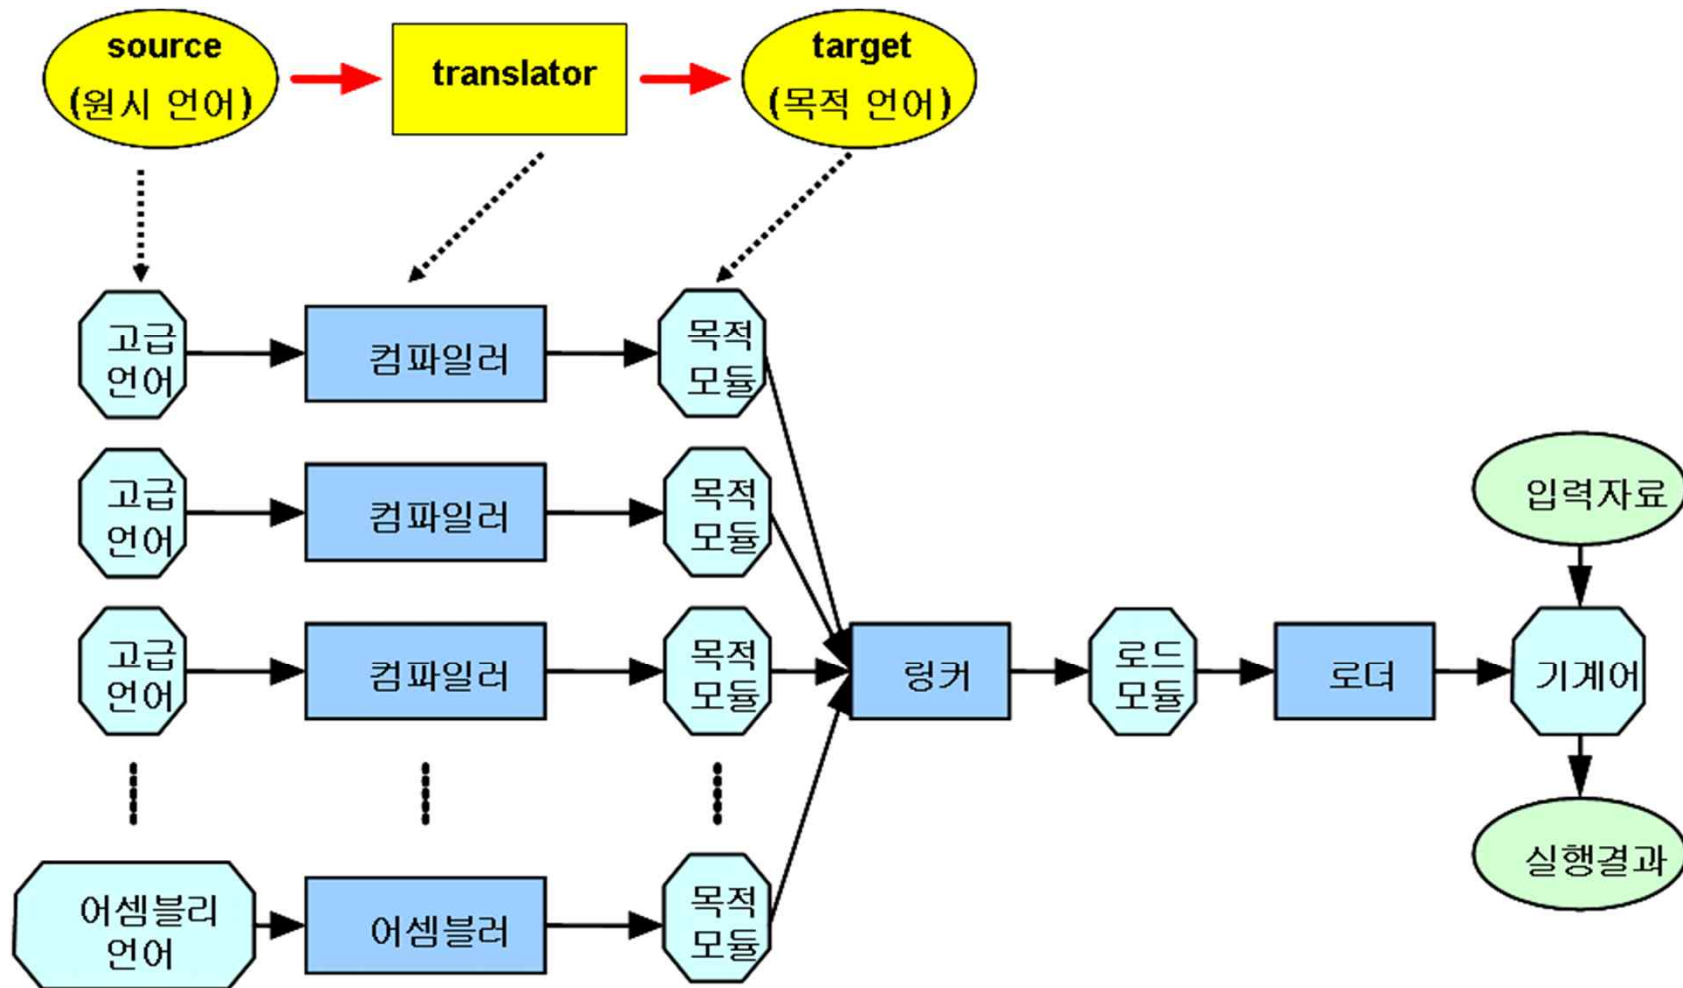 source
(원시 언어)
translator
target
(목적 언어)
고급
언어
컴파일러
목적
모듈
고급
언어
컴파일러
목적
모듈
고급
언어
컴파일러
목적
모듈
어셈블리
언어
어셈블러
목적
모듈
링커
로드
모듈
로더
입력자료
기계어
실행결과